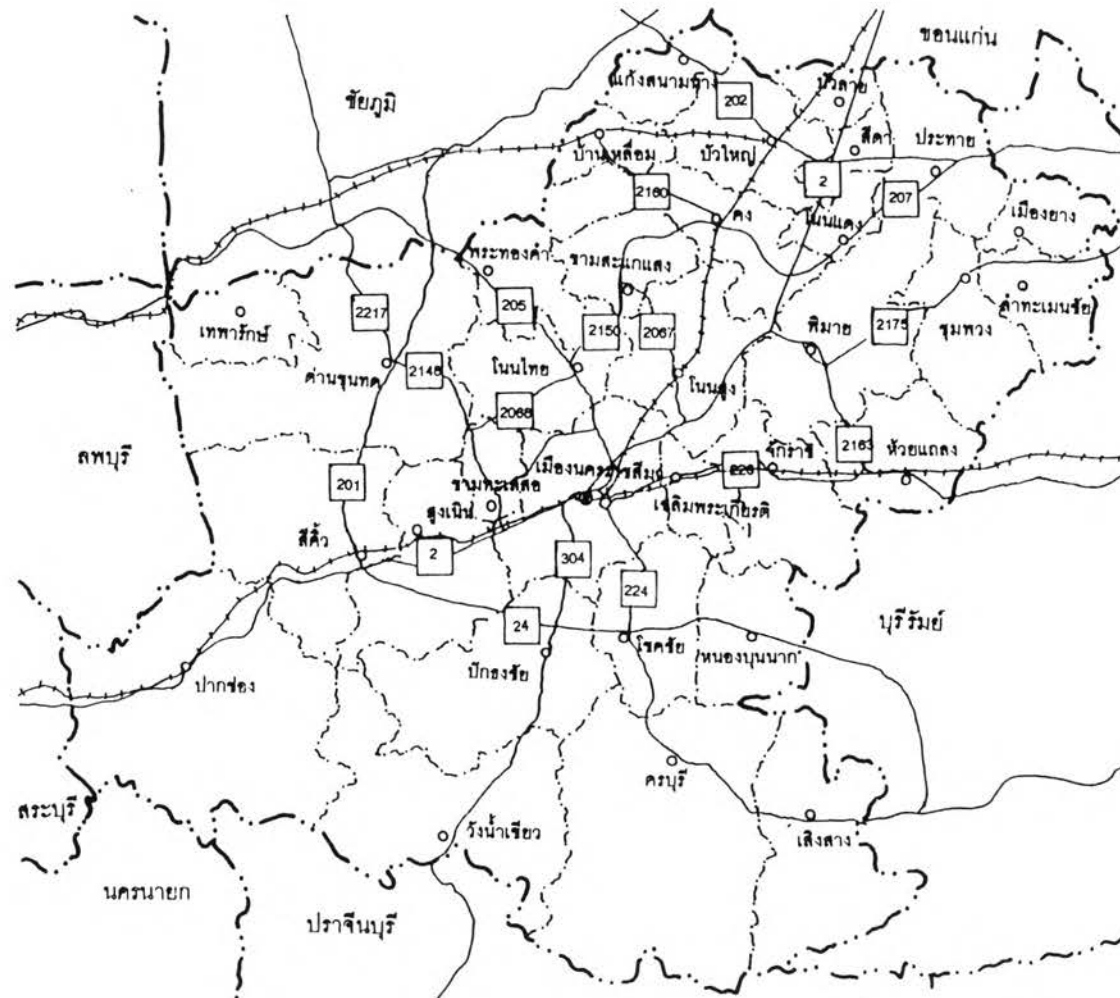 ขอนแก่น
แก้งสนามนาง
บัวลาย
ชัยภูมิ
202
สีดา
ประทาย
บ้านเหลื่อม
บัวใหญ่
2
207
2160
คง
โนนแดง
เมืองยาง
พระทองคำ
ขามสะแกแสง
ลำทะเมนชัย
เทพารักษ์
2217
205
2150
2067
พิมาย
2175
ชุมพวง
ด่านขุนทด
2148
โนนไทย
โนนสูง
2068
ลพบุรี
2163
ห้วยแถลง
จักราช
226
เมืองนครราชสีมา
201
ขามทะเลสอ
เฉลิมพระเกียรติ
สูงเนิน
สีคิ้ว
2
304
224
24
บุรีรัมย์
โชคชัย
หนองบุนนาก
ปักธงชัย
ปากช่อง
ครบุรี
สระบุรี
วังน้ำเขียว
เสิงสาง
นครนายก
ปราจีนบุรี